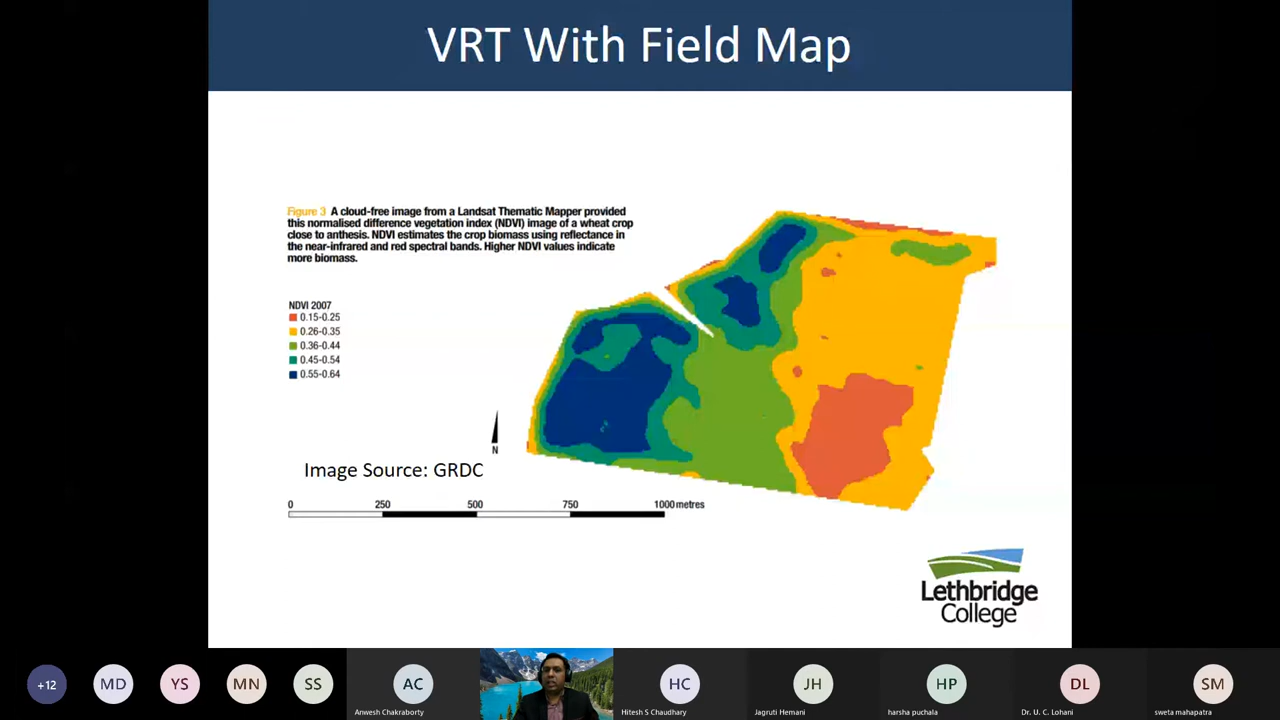 VRT With Field Map
Figure 3 A cloud-free image from a Landsat Thematic Mapper provided
this normalised difference vegetation index (NDVI) image of a wheat crop
close to anthesis. NDVI estimates the crop biomass using reflectance in
the near-infrared and red spectral bands. Higher NDVI values indicate
more biomass.
NDVI 2007
0.15-0.25
0.26-0.35
0.36-0.44
0.45-0.54
0.55-0.64
N
Image Source: GRDC
0 250 500 750 1000 metres
Lethbridge
College
+12 MD YS MN SS AC HC JH HP DL SM
Anwesh Chakraborty Hitesh S Chaudhary Jagruti Hemani harsha puchala Dr. U. C. Lohani sweta mahapatra